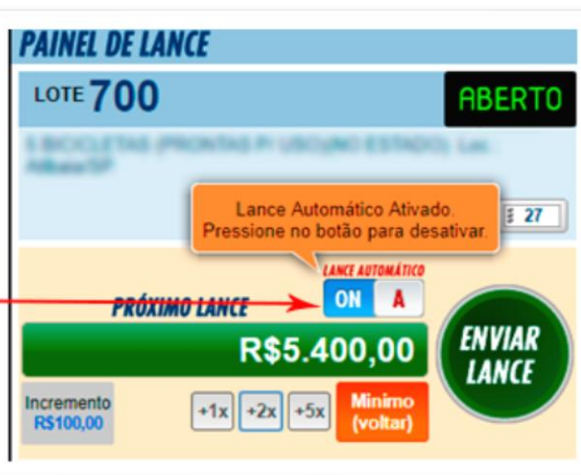 PAINEL DE LANCE
LOTE 700
ABERTO
Lance Automático Ativado.
Pressione no botão para desativar.
27
LANCE AUTOMÁTICO
ON A
PRÓXIMO LANCE
R$5.400,00
ENVIAR
LANCE
Incremento
R$100,00
+1x +2x +5x
Minimo
(voltar)